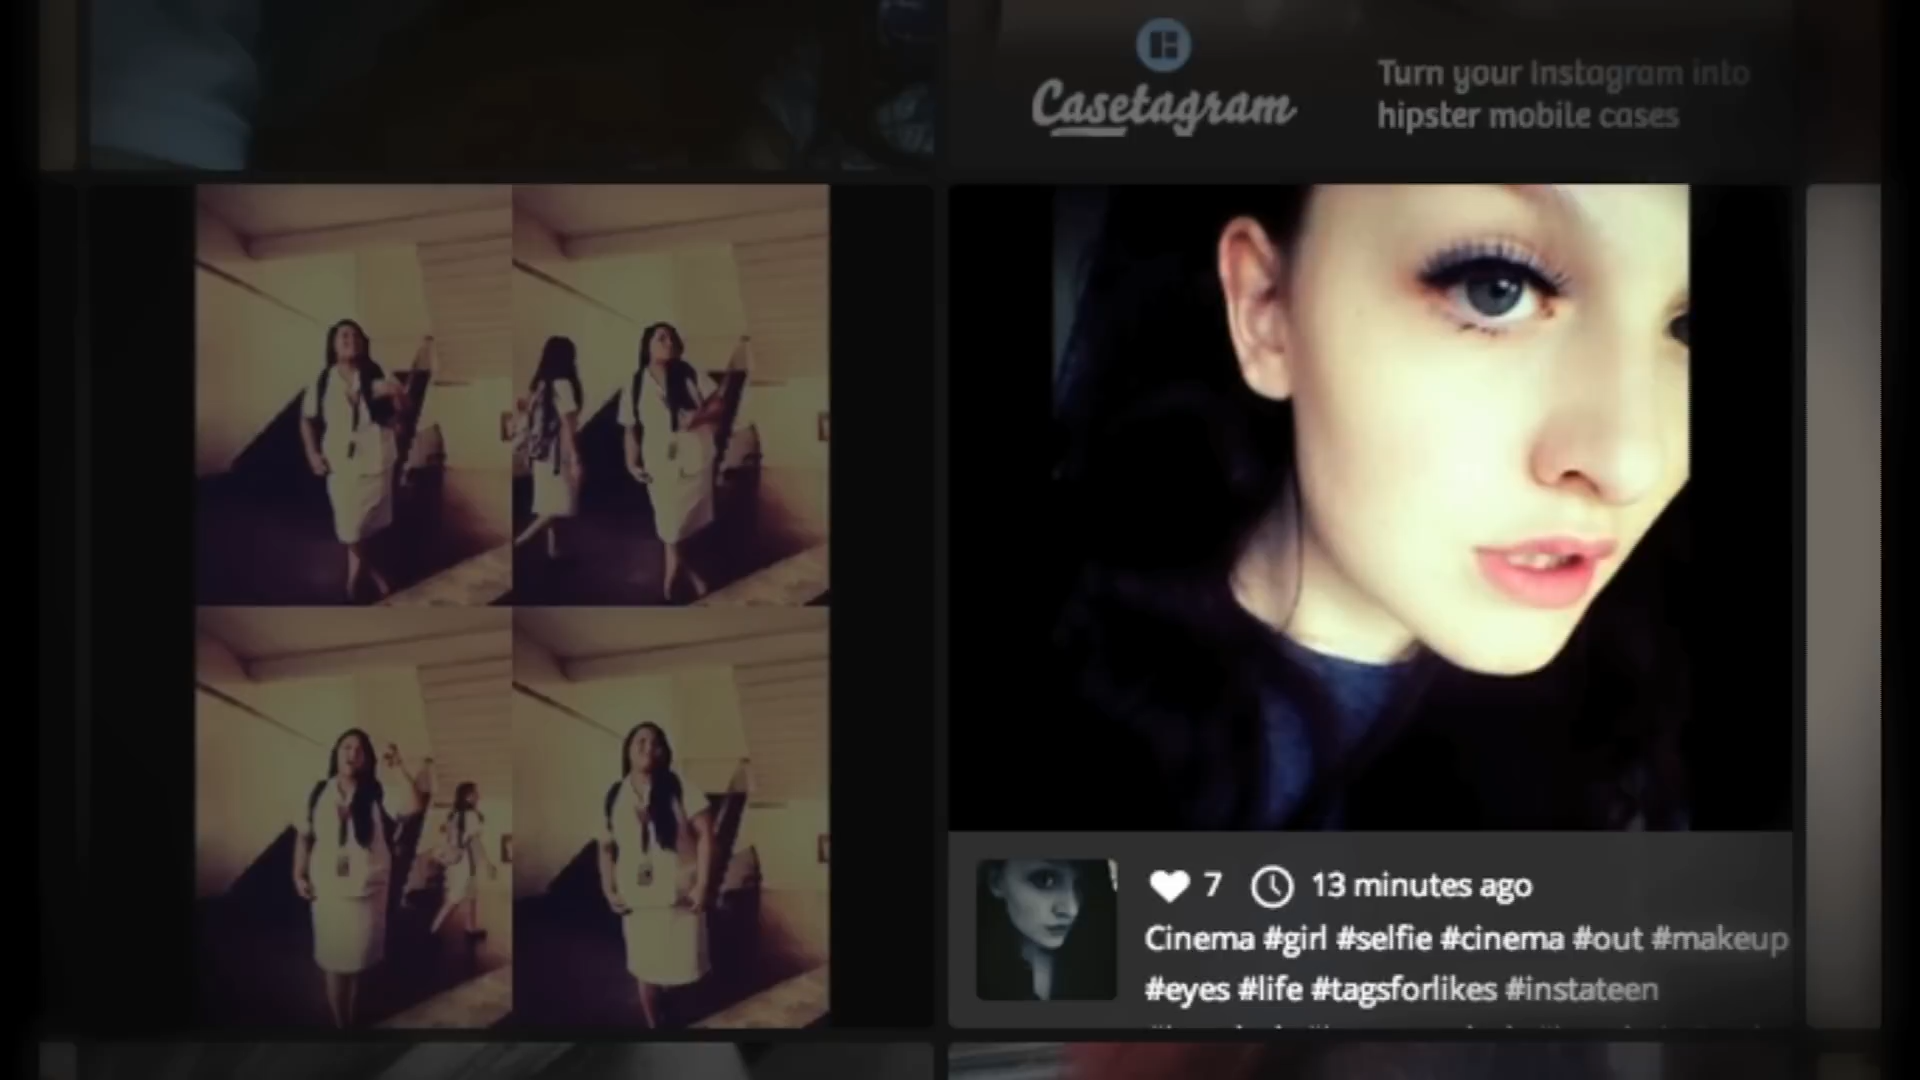 Casetagram
Turn your Instagram into
hipster mobile cases
7 13 minutes ago
Cinema #girl #selfie #cinema #out #makeup
#eyes #life #tagsforlikes #instateen